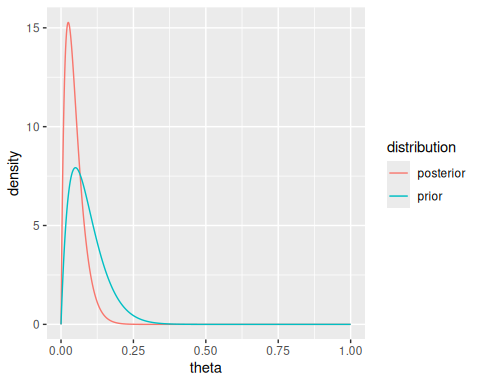 15
10
5
0
density
0.00 0.25 0.50 0.75 1.00
theta
distribution
posterior
prior